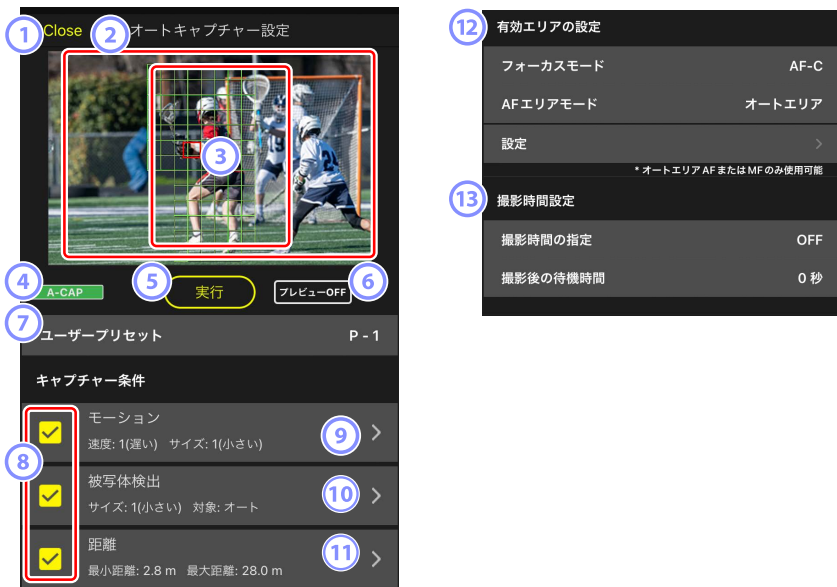 1
Close
2
オートキャプチャー設定
3
19
24
4
A-CAP
5
実行
プレビューOFF
6
7
ユーザープリセット
P - 1
キャプチャー条件
8
モーション
速度: 1(遅い) サイズ: 1(小さい)
9
被写体検出
サイズ: 1(小さい) 対象: オート
10
距離
最小距離: 2.8 m 最大距離: 28.0 m
11
12
有効エリアの設定
フォーカスモード
AF-C
AFエリアモード
オートエリア
設定
* オートエリアAFまたはMFのみ使用可能
13
撮影時間設定
撮影時間の指定
OFF
撮影後の待機時間
0 秒